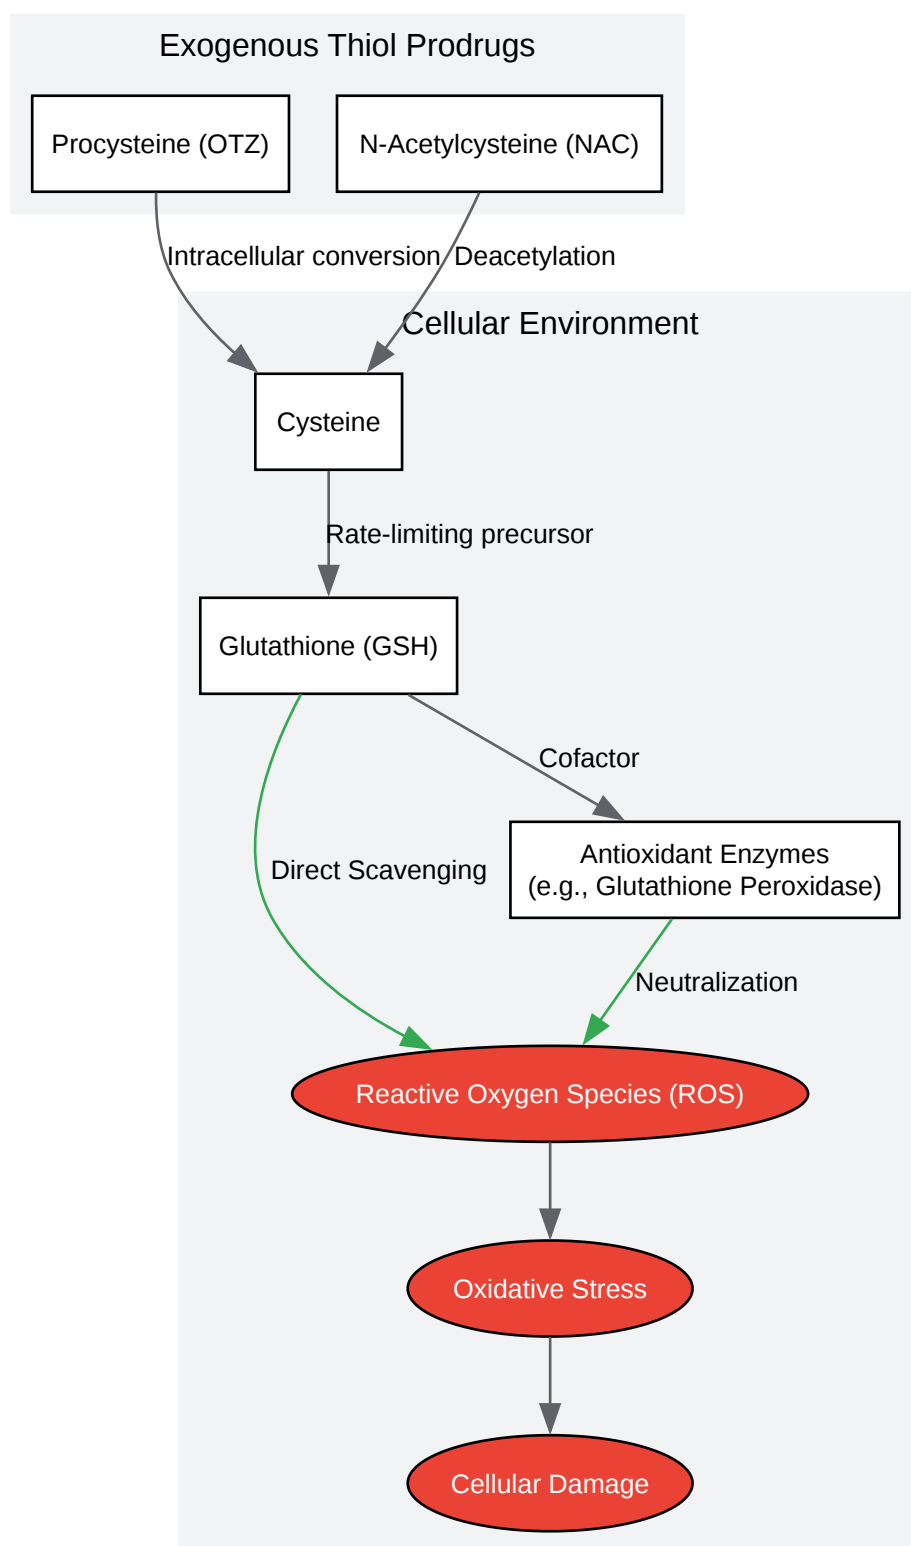 Exogenous Thiol Prodrugs
Procysteine (OTZ)
N-Acetylcysteine (NAC)
Intracellular conversion
Deacetylation
Cellular Environment
Cysteine
Rate-limiting precursor
Glutathione (GSH)
Cofactor
Antioxidant Enzymes
(e.g., Glutathione Peroxidase)
Direct Scavenging
Neutralization
Reactive Oxygen Species (ROS)
Oxidative Stress
Cellular Damage